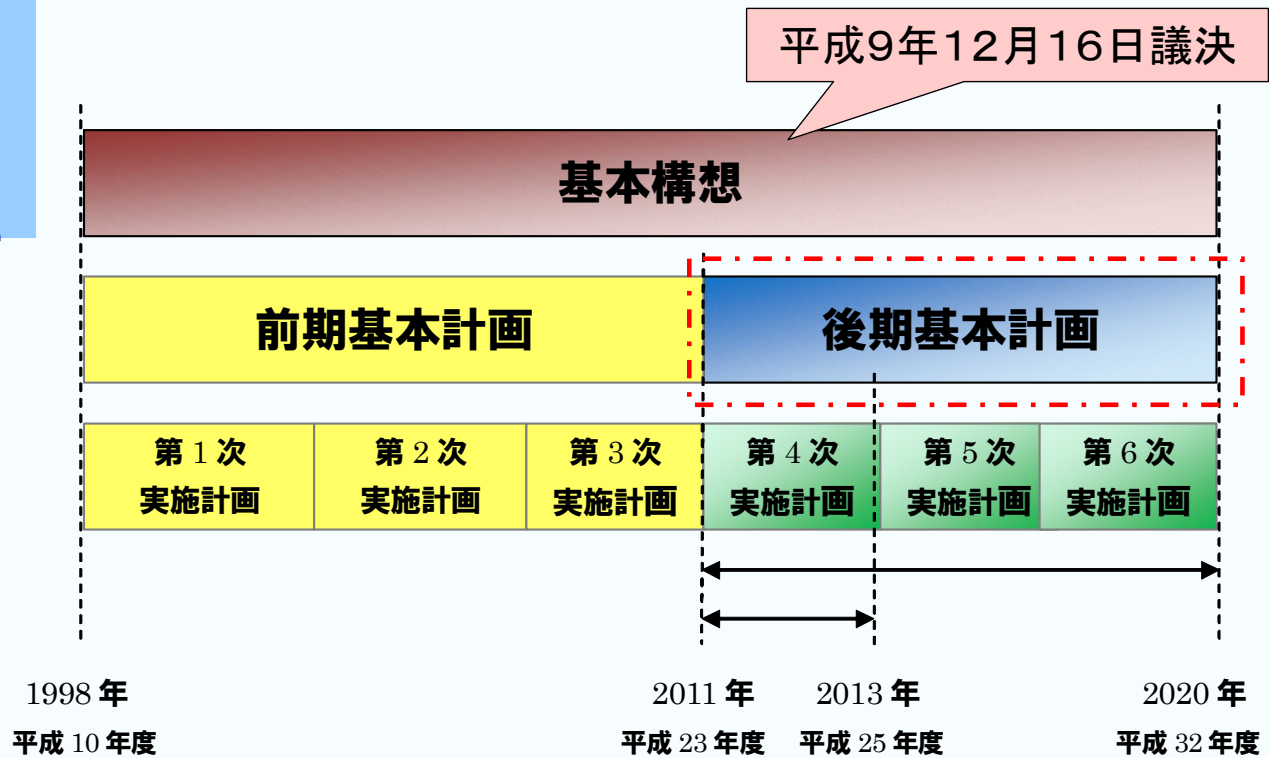 平成9年12月16日議決
基本構想
前期基本計画
後期基本計画
第1次
実施計画
第2次
実施計画
第3次
実施計画
第4次
実施計画
第5次
実施計画
第6次
実施計画
1998年
平成10年度
2011年
平成23年度
2013年
平成25年度
2020年
平成32年度